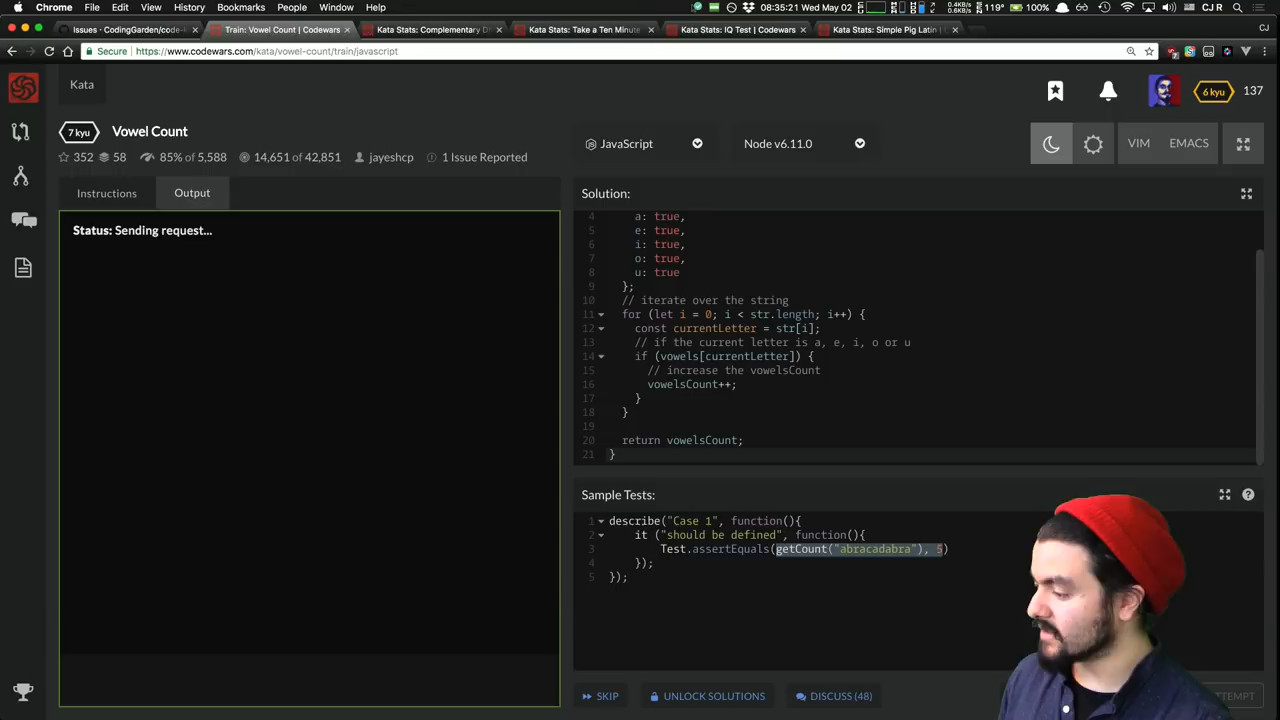 Chrome File Edit View History Bookmarks People Window Help
119° 100% 08:35:21 Wed May 02 CJ R
Issues · CodingGarden/code-k
Train: Vowel Count | Codewars
Kata Stats: Complementary D
Kata Stats: Take a Ten Minute
Kata Stats: IQ Test | Codewars
Kata Stats: Simple Pig Latin |
CJ
Secure https://www.codewars.com/kata/vowel-count/train/javascript
Kata
6 kyu 137
7 kyu Vowel Count
352 58 85% of 5,588 14,651 of 42,851 jayeshcp 1 Issue Reported
JavaScript
Node v6.11.0
VIM EMACS
Instructions Output
Status: Sending request...
Solution:
4 a: true,
5 e: true,
6 i: true,
7 o: true,
8 u: true
9 };
10 // iterate over the string
11 for (let i = 0; i < str.length; i++) {
12 const currentLetter = str[i];
13 // if the current letter is a, e, i, o or u
14 if (vowels[currentLetter]) {
15 // increase the vowelsCount
16 vowelsCount++;
17 }
18 }
19
20 return vowelsCount;
21 }
Sample Tests:
1 describe("Case 1", function(){
2 it ("should be defined", function(){
3 Test.assertEquals(getCount("abracadabra"), 5)
4 });
5 });
SKIP UNLOCK SOLUTIONS DISCUSS (48) TEMPT